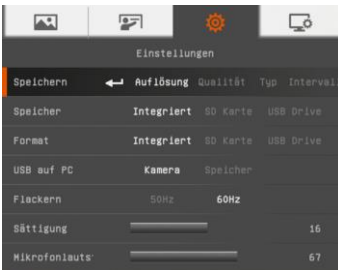 Einstellungen
Speichern Auflösung Qualität Typ Interval
Speicher Integriert SD Karte USB Drive
Format Integriert SD Karte USB Drive
USB auf PC Kamera Speicher
Flackern 50Hz 60Hz
Sättigung 16
Mikrofonlauts 67